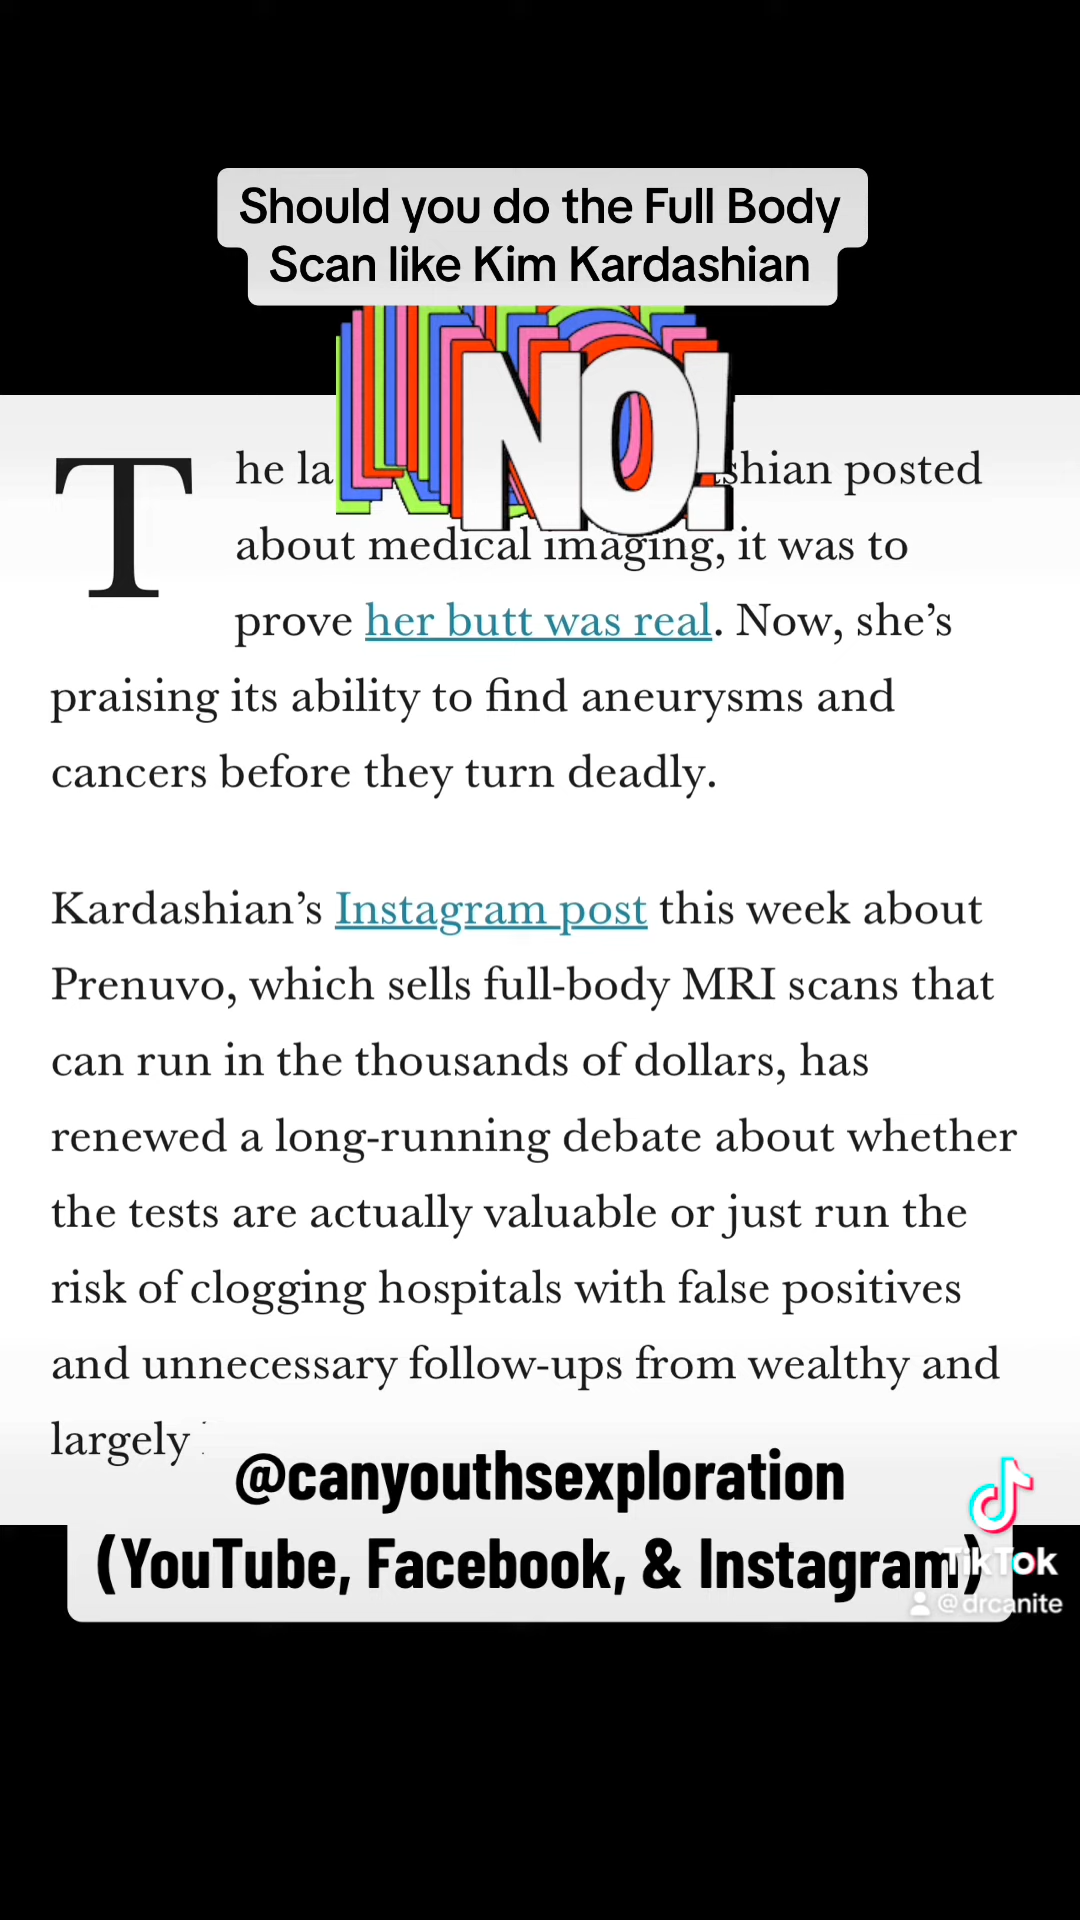 Should you do the Full Body
Scan like Kim Kardashian
NO!
The la shian posted
about medical imaging, it was to
prove her butt was real. Now, she’s
praising its ability to find aneurysms and
cancers before they turn deadly.
Kardashian’s Instagram post this week about
Prenuvo, which sells full-body MRI scans that
can run in the thousands of dollars, has
renewed a long-running debate about whether
the tests are actually valuable or just run the
risk of clogging hospitals with false positives
and unnecessary follow-ups from wealthy and
largely
@canyouthsexploration
(YouTube, Facebook, & Instagram)
TikTok
@drcanite